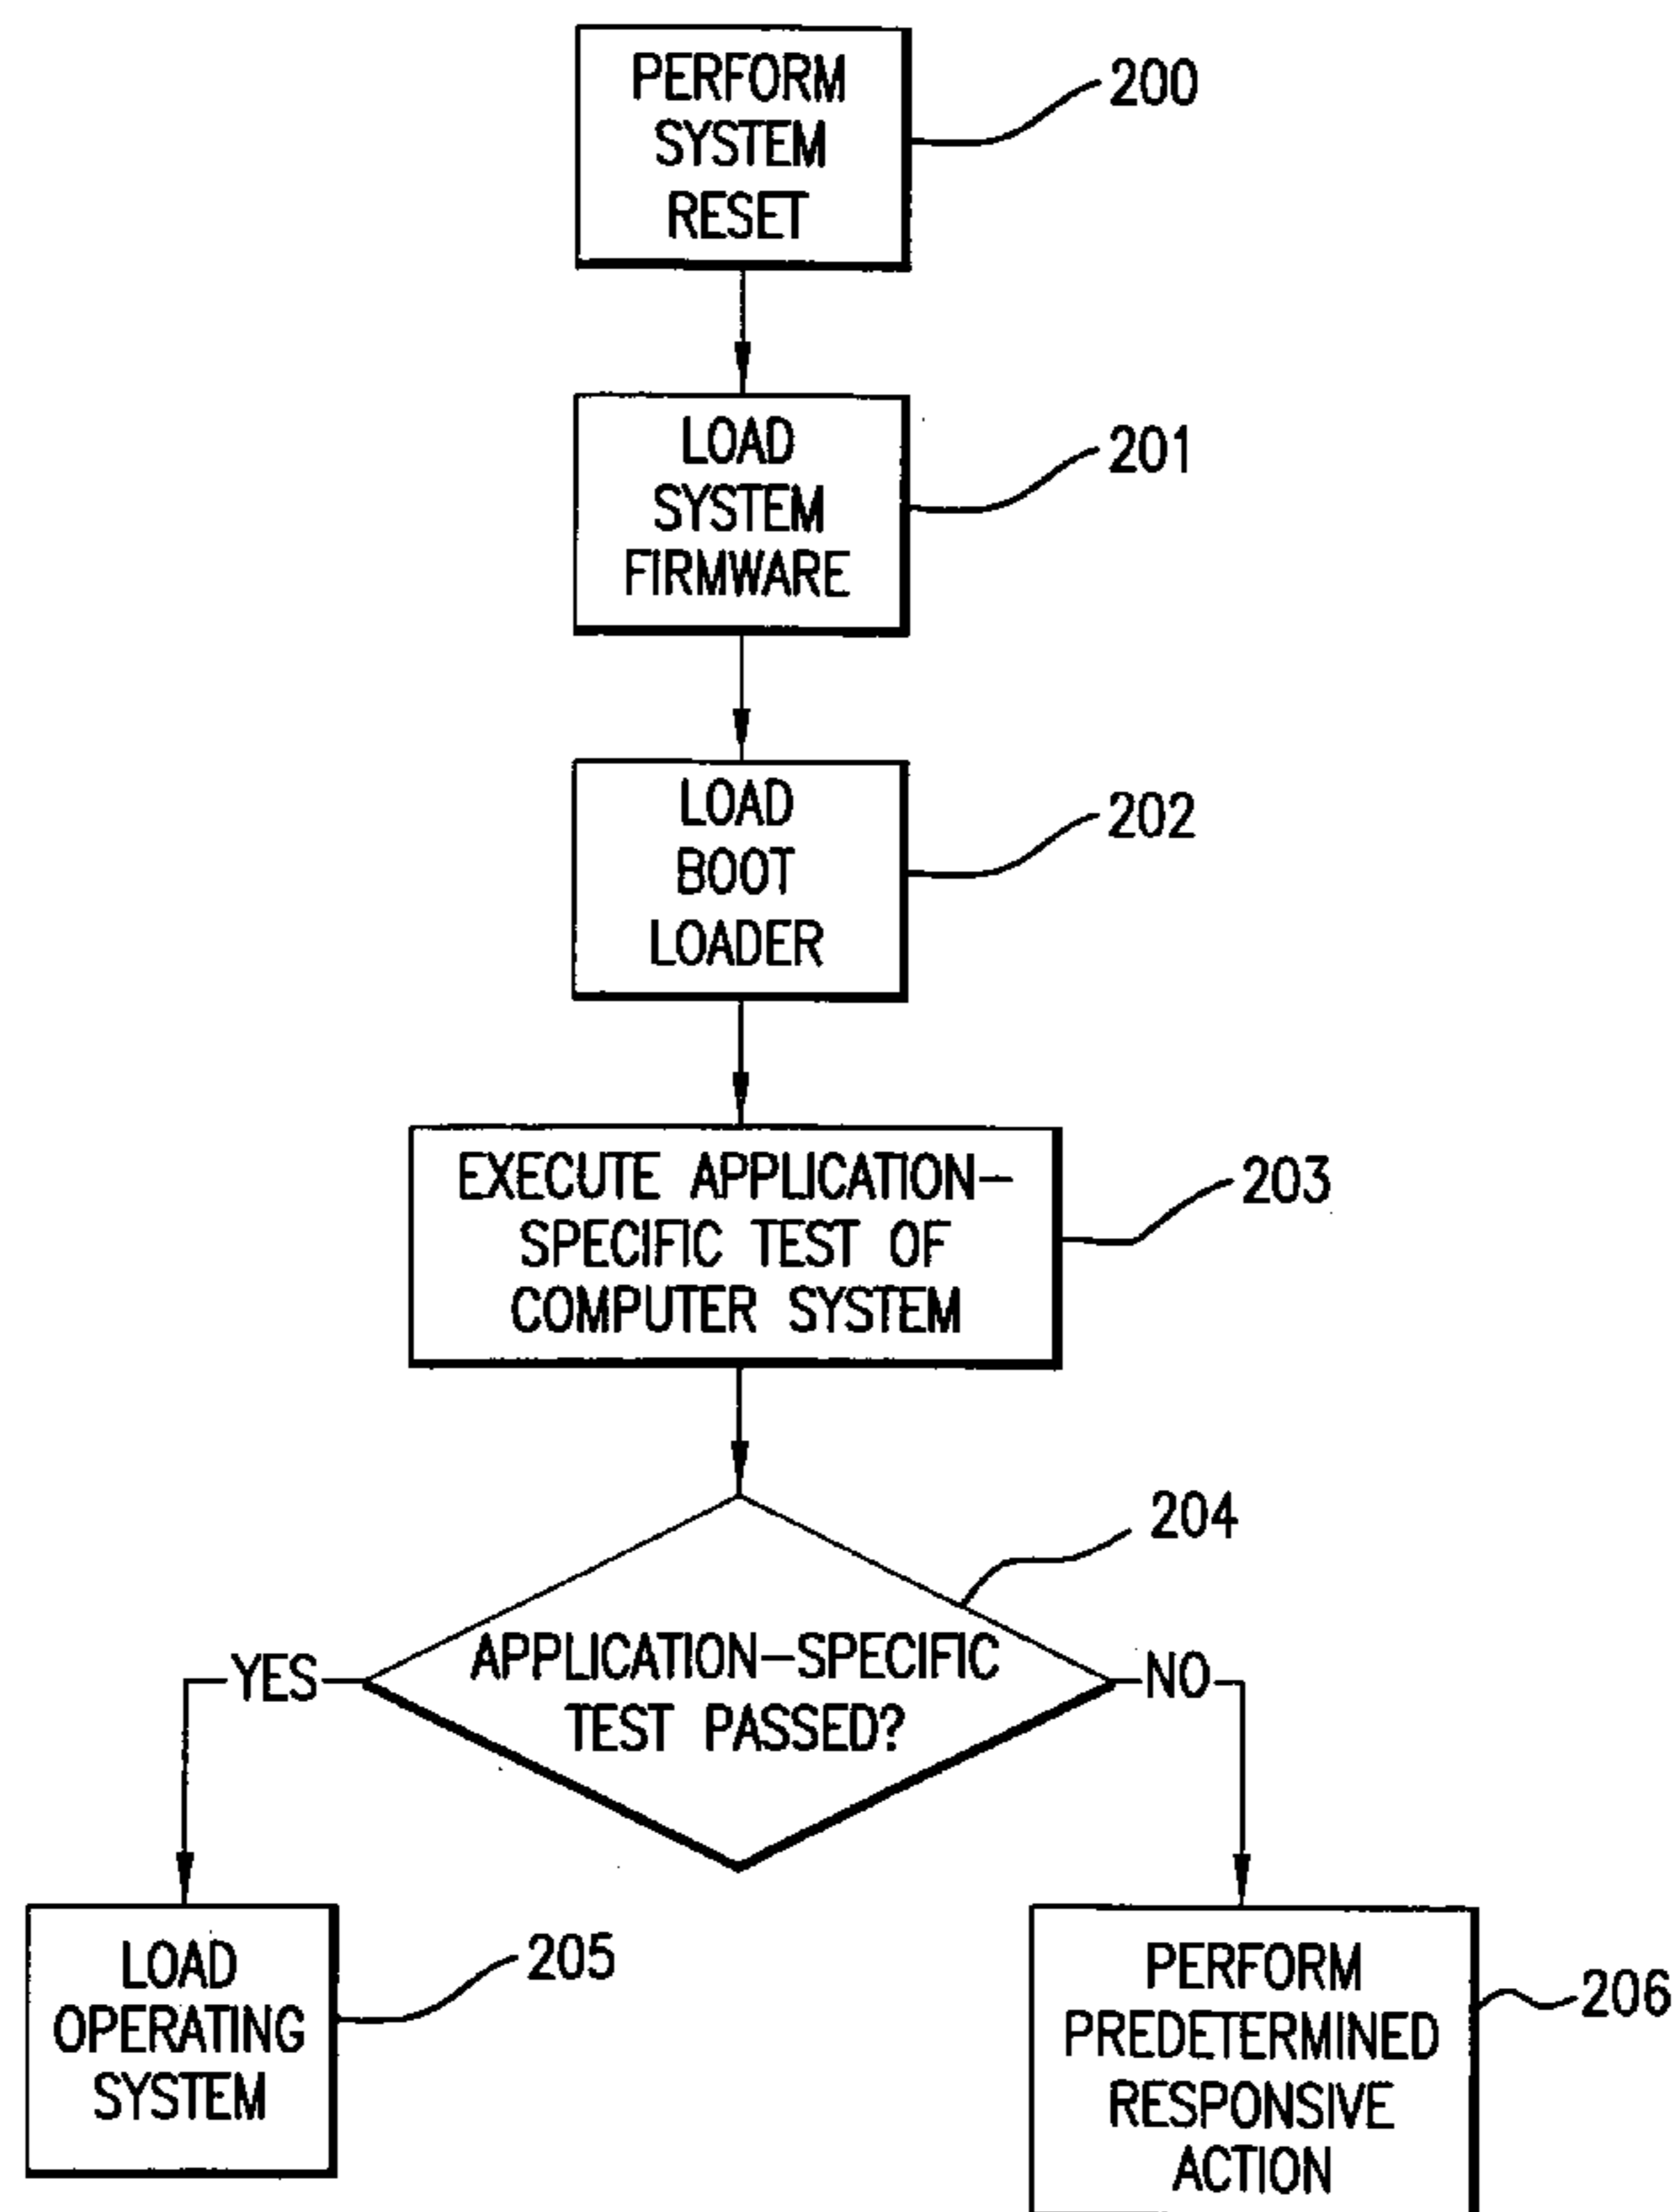 PERFORM
SYSTEM
RESET
200
LOAD
SYSTEM
FIRMWARE
201
LOAD
BOOT
LOADER
202
EXECUTE APPLICATION-
SPECIFIC TEST OF
COMPUTER SYSTEM
203
204
APPLICATION-SPECIFIC
TEST PASSED?
YES
NO
LOAD
OPERATING
SYSTEM
205
PERFORM
PREDETERMINED
RESPONSIVE
ACTION
206